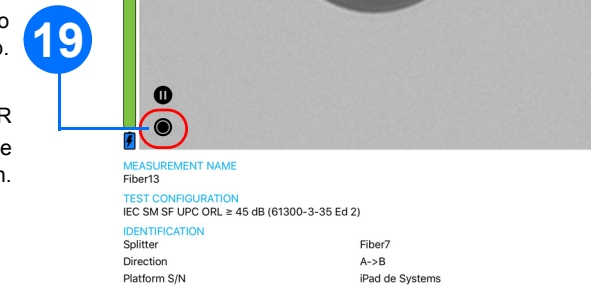 o
19
o.
R
e
n.
MEASUREMENT NAME
Fiber13
TEST CONFIGURATION
IEC SM SF UPC ORL ≥ 45 dB (61300-3-35 Ed 2)
IDENTIFICATION
Splitter Fiber7
Direction A->B
Platform S/N iPad de Systems